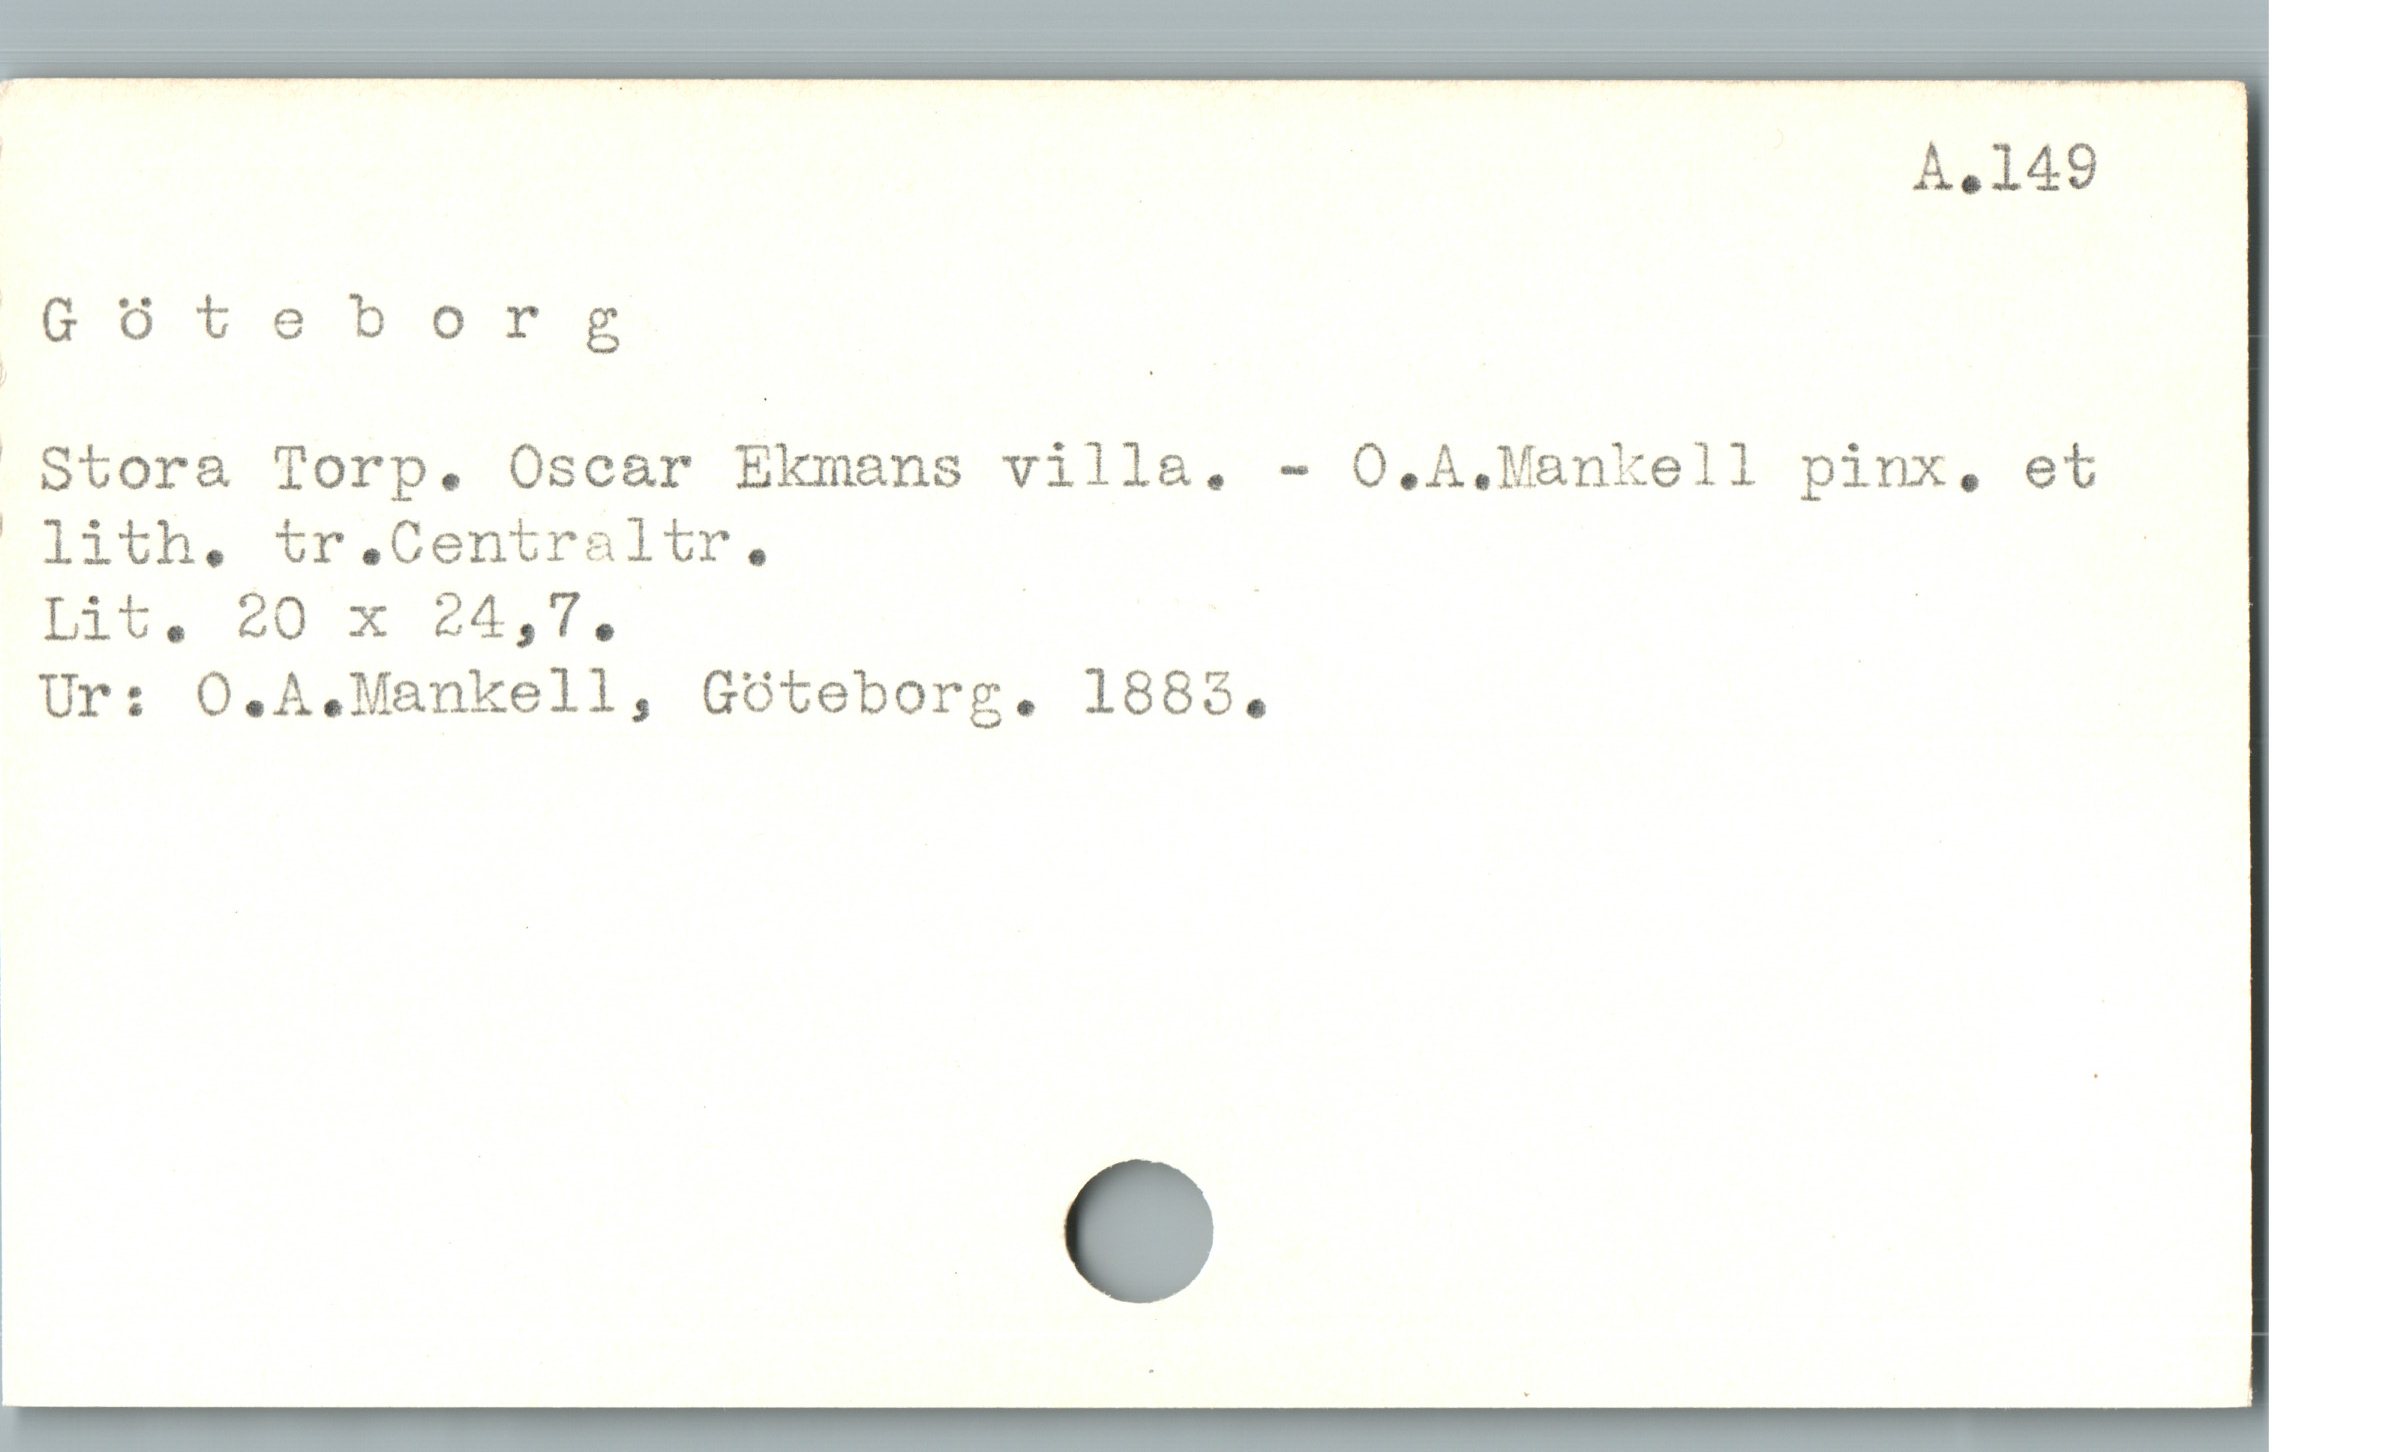 A.149
G ö t e b o r g
Stora Torp. Oscar Ekmans villa. - O.A.Mankell pinx. et
lith. tr.Centraltr.
Lit. 20 x 24,7.
Ur: O.A.Mankell, Göteborg. 1883.